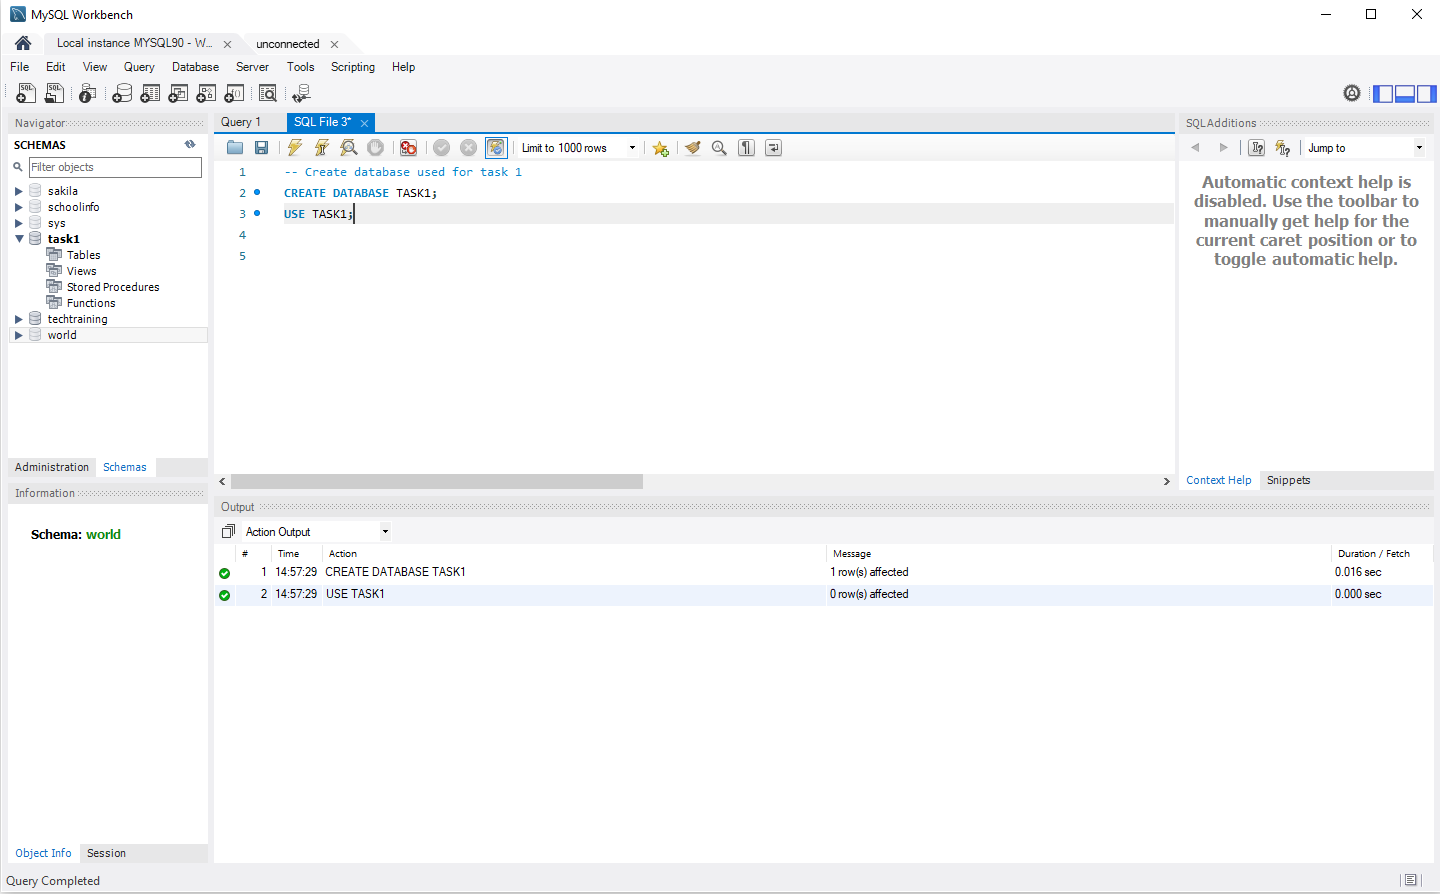 MySQL Workbench
Local instance MYSQL90 - W...
unconnected
File Edit View Query Database Server Tools Scripting Help
Navigator
SCHEMAS
Filter objects
sakila
schoolinfo
sys
task1
Tables
Views
Stored Procedures
Functions
techtraining
world
Administration Schemas
Information
Schema: world
Object Info Session
Query 1
SQL File 3*
Limit to 1000 rows
1 -- Create database used for task 1
2 CREATE DATABASE TASK1;
3 USE TASK1;
4
5
SQLAdditions
Jump to
Automatic context help is
disabled. Use the toolbar to
manually get help for the
current caret position or to
toggle automatic help.
Context Help Snippets
Output
Action Output
# Time Action Message Duration / Fetch
1 14:57:29 CREATE DATABASE TASK1 1 row(s) affected 0.016 sec
2 14:57:29 USE TASK1 0 row(s) affected 0.000 sec
Query Completed